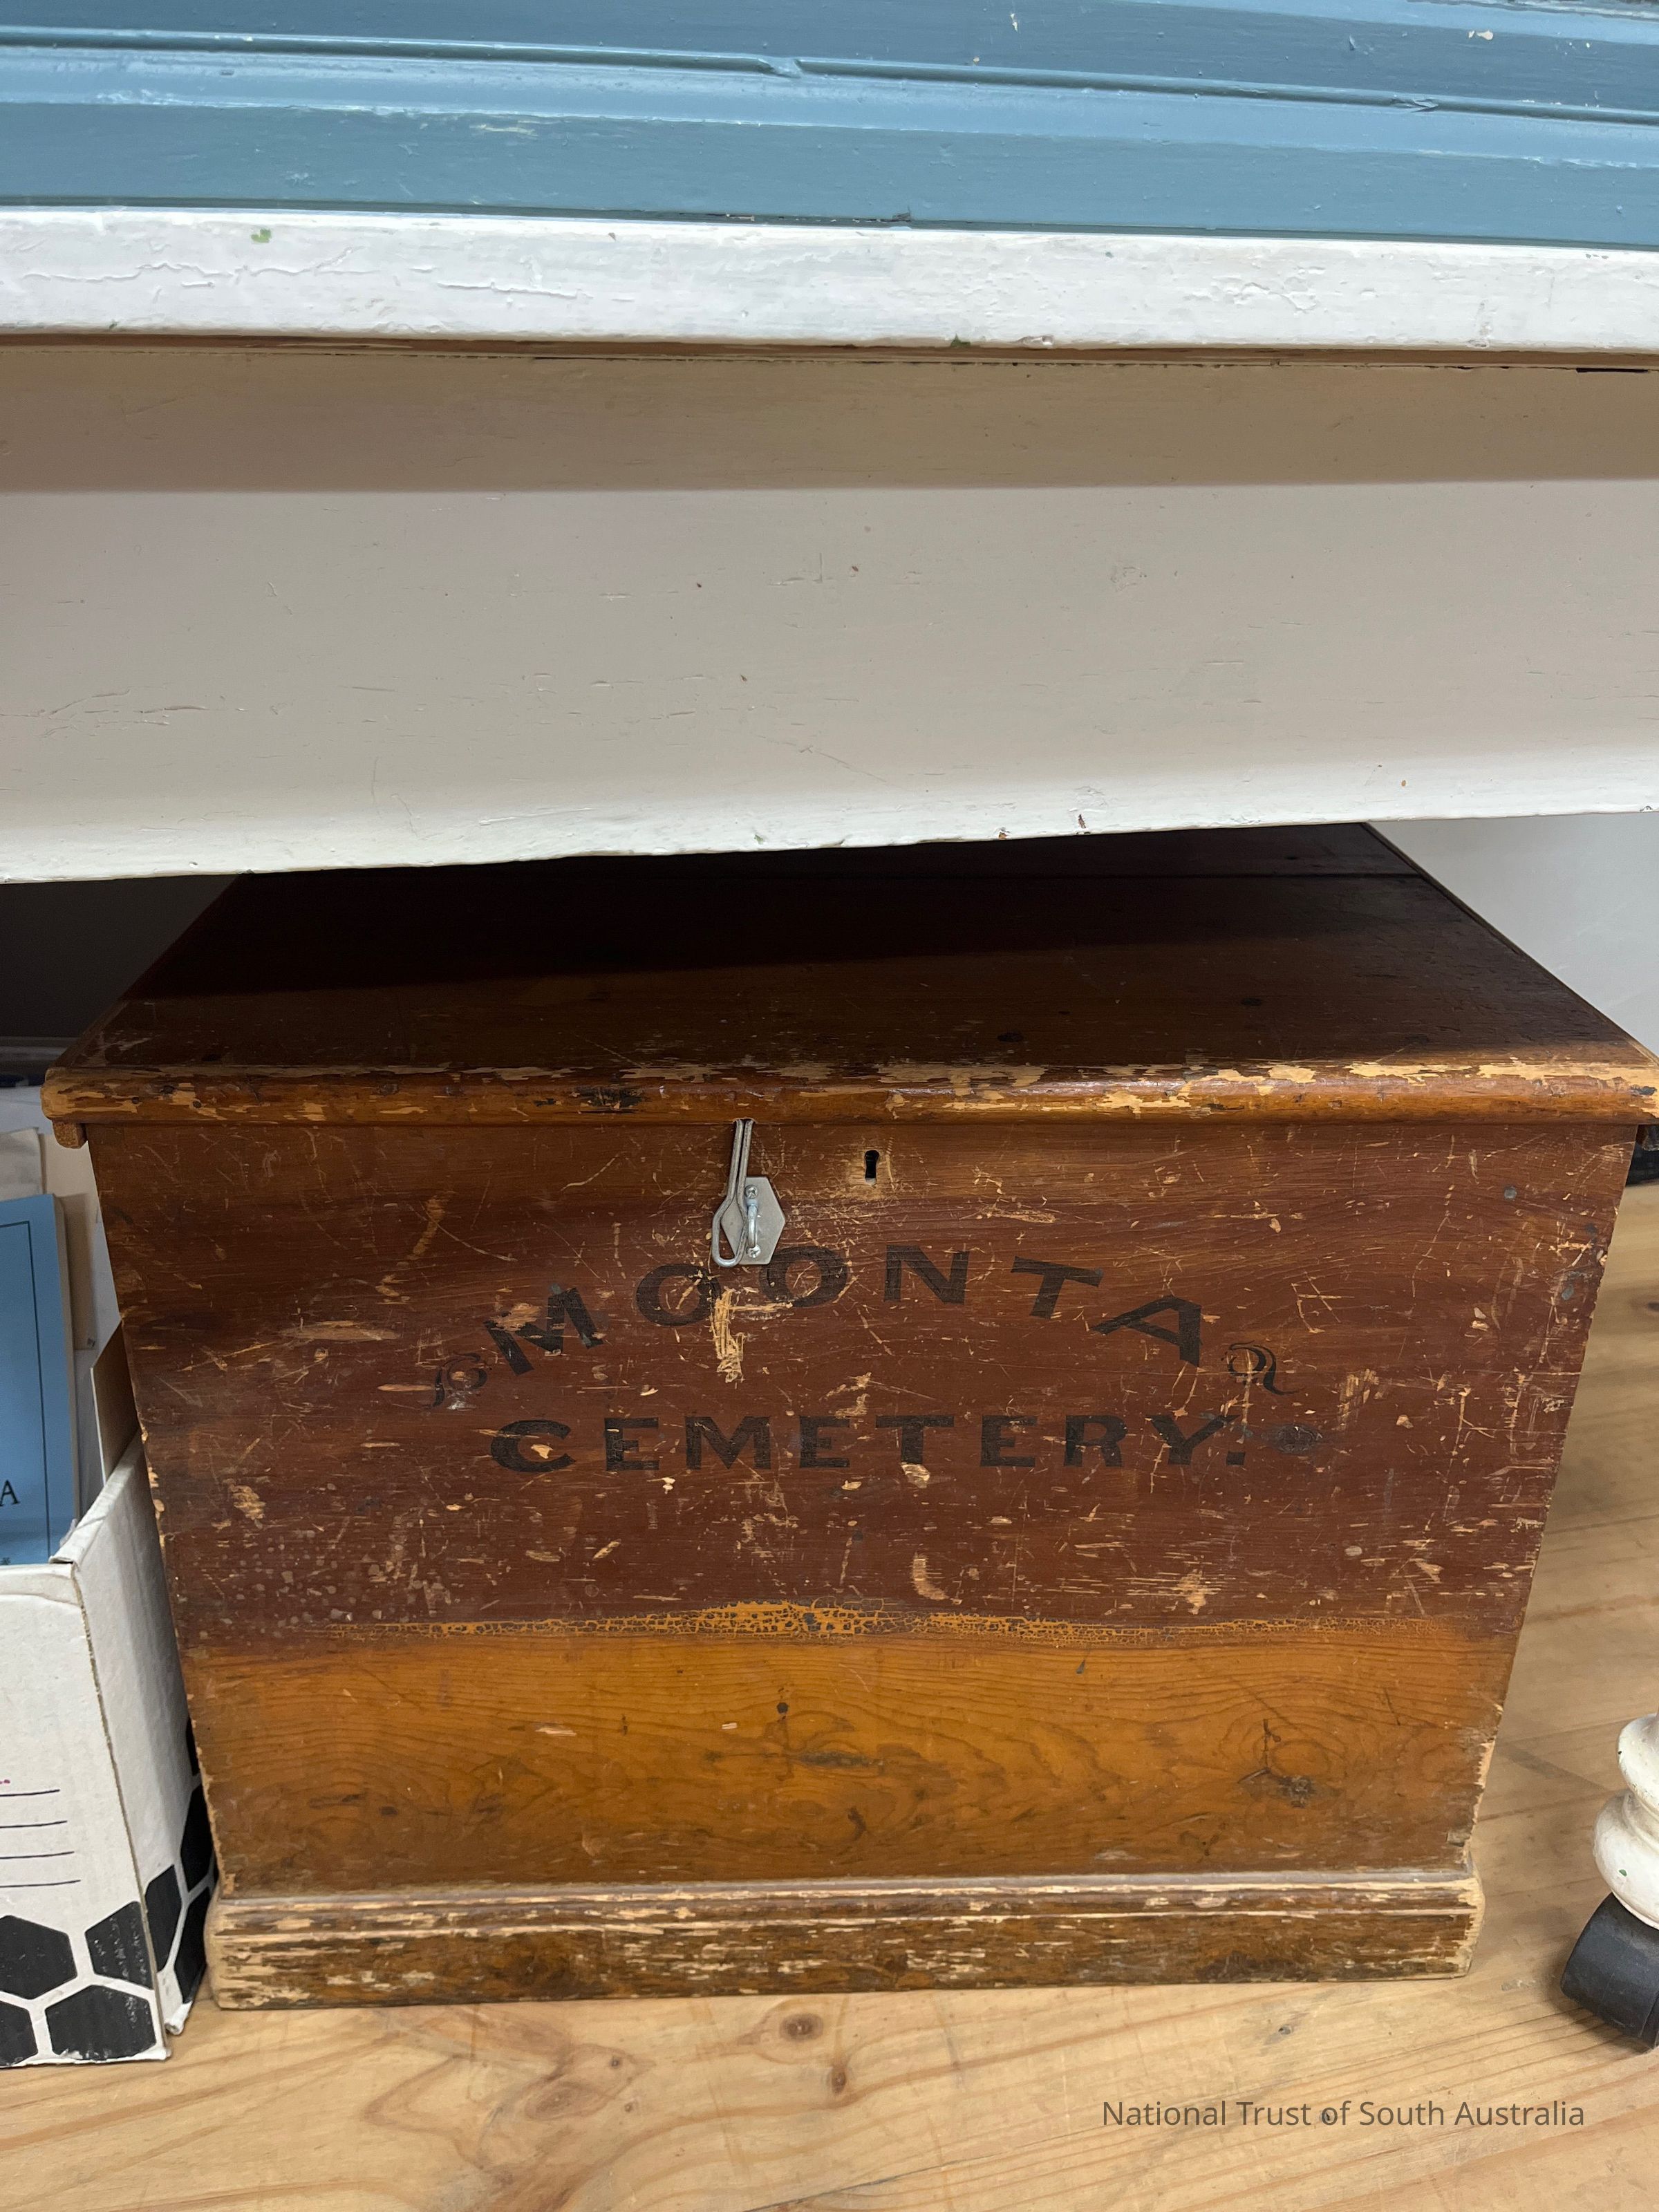 MOONTA
CEMETERY.
A
National Trust of South Australia